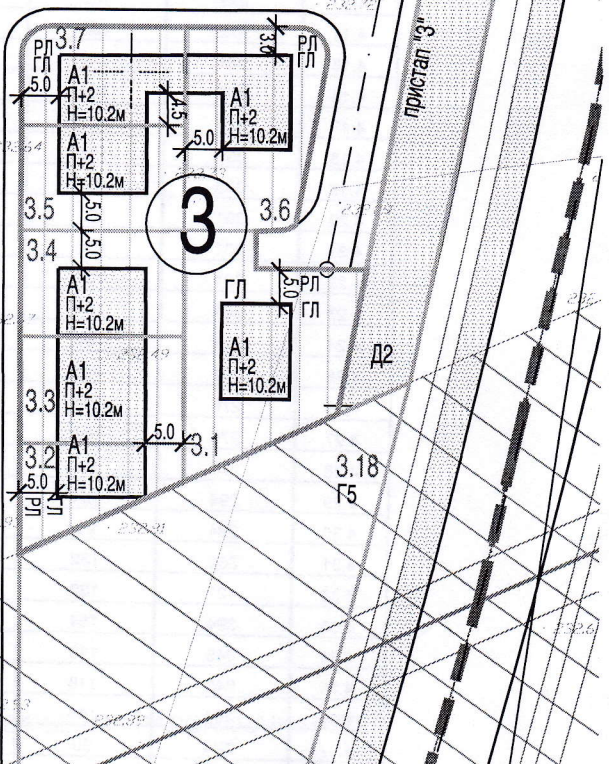 РЛ
ГЛ
3.7
3.0
РЛ
ГЛ
5.0
А1
П+2
Н=10.2м
4.5
А1
П+2
Н=10.2м
5.0
А1
П+2
Н=10.2м
пристап "З"
3.5
5.0
3
3.6
3.4
5.0
А1
П+2
Н=10.2м
ГЛ
5.0
РЛ
ГЛ
А1
П+2
Н=10.2м
Д2
А1
П+2
Н=10.2м
3.3
5.0
3.1
3.2
А1
П+2
Н=10.2м
5.0
РЛ
ГЛ
3.18
Г5
238.91